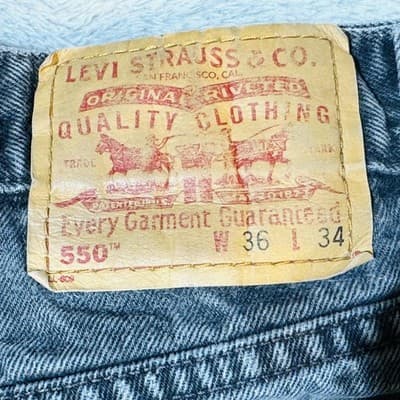 LEVI STRAUSS & CO.
SAN FRANCISCO, CAL.
ORIGINAL RIVETED
QUALITY CLOTHING
TRADE MARK
Every Garment Guaranteed
550™ W 36 L 34